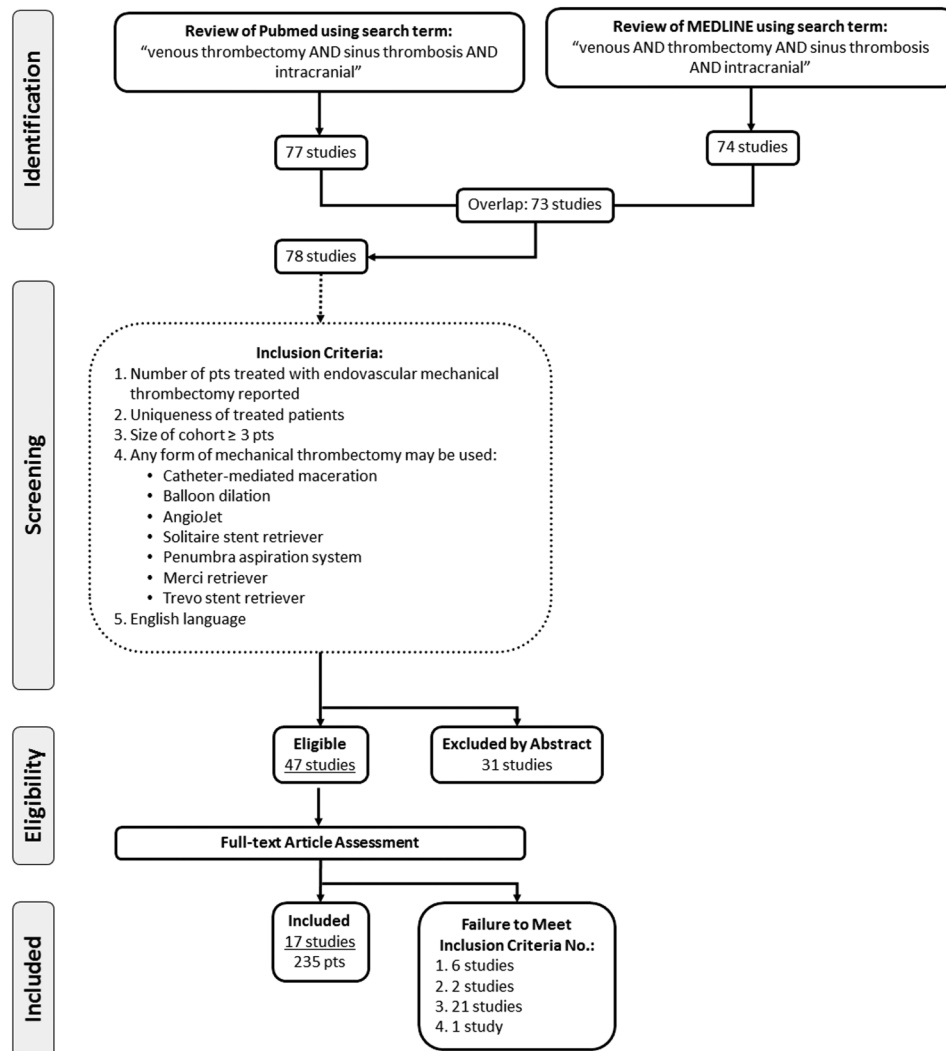 Identification
Review of Pubmed using search term:
“venous thrombectomy AND sinus thrombosis AND
intracranial”
Review of MEDLINE using search term:
“venous AND thrombectomy AND sinus thrombosis
AND intracranial”
77 studies
74 studies
Overlap: 73 studies
78 studies
Screening
Inclusion Criteria:
1. Number of pts treated with endovascular mechanical
thrombectomy reported
2. Uniqueness of treated patients
3. Size of cohort ≥ 3 pts
4. Any form of mechanical thrombectomy may be used:
• Catheter-mediated maceration
• Balloon dilation
• AngioJet
• Solitaire stent retriever
• Penumbra aspiration system
• Merci retriever
• Trevo stent retriever
5. English language
Eligibility
Eligible
47 studies
Excluded by Abstract
31 studies
Full-text Article Assessment
Included
Included
17 studies
235 pts
Failure to Meet
Inclusion Criteria No.:
1. 6 studies
2. 2 studies
3. 21 studies
4. 1 study